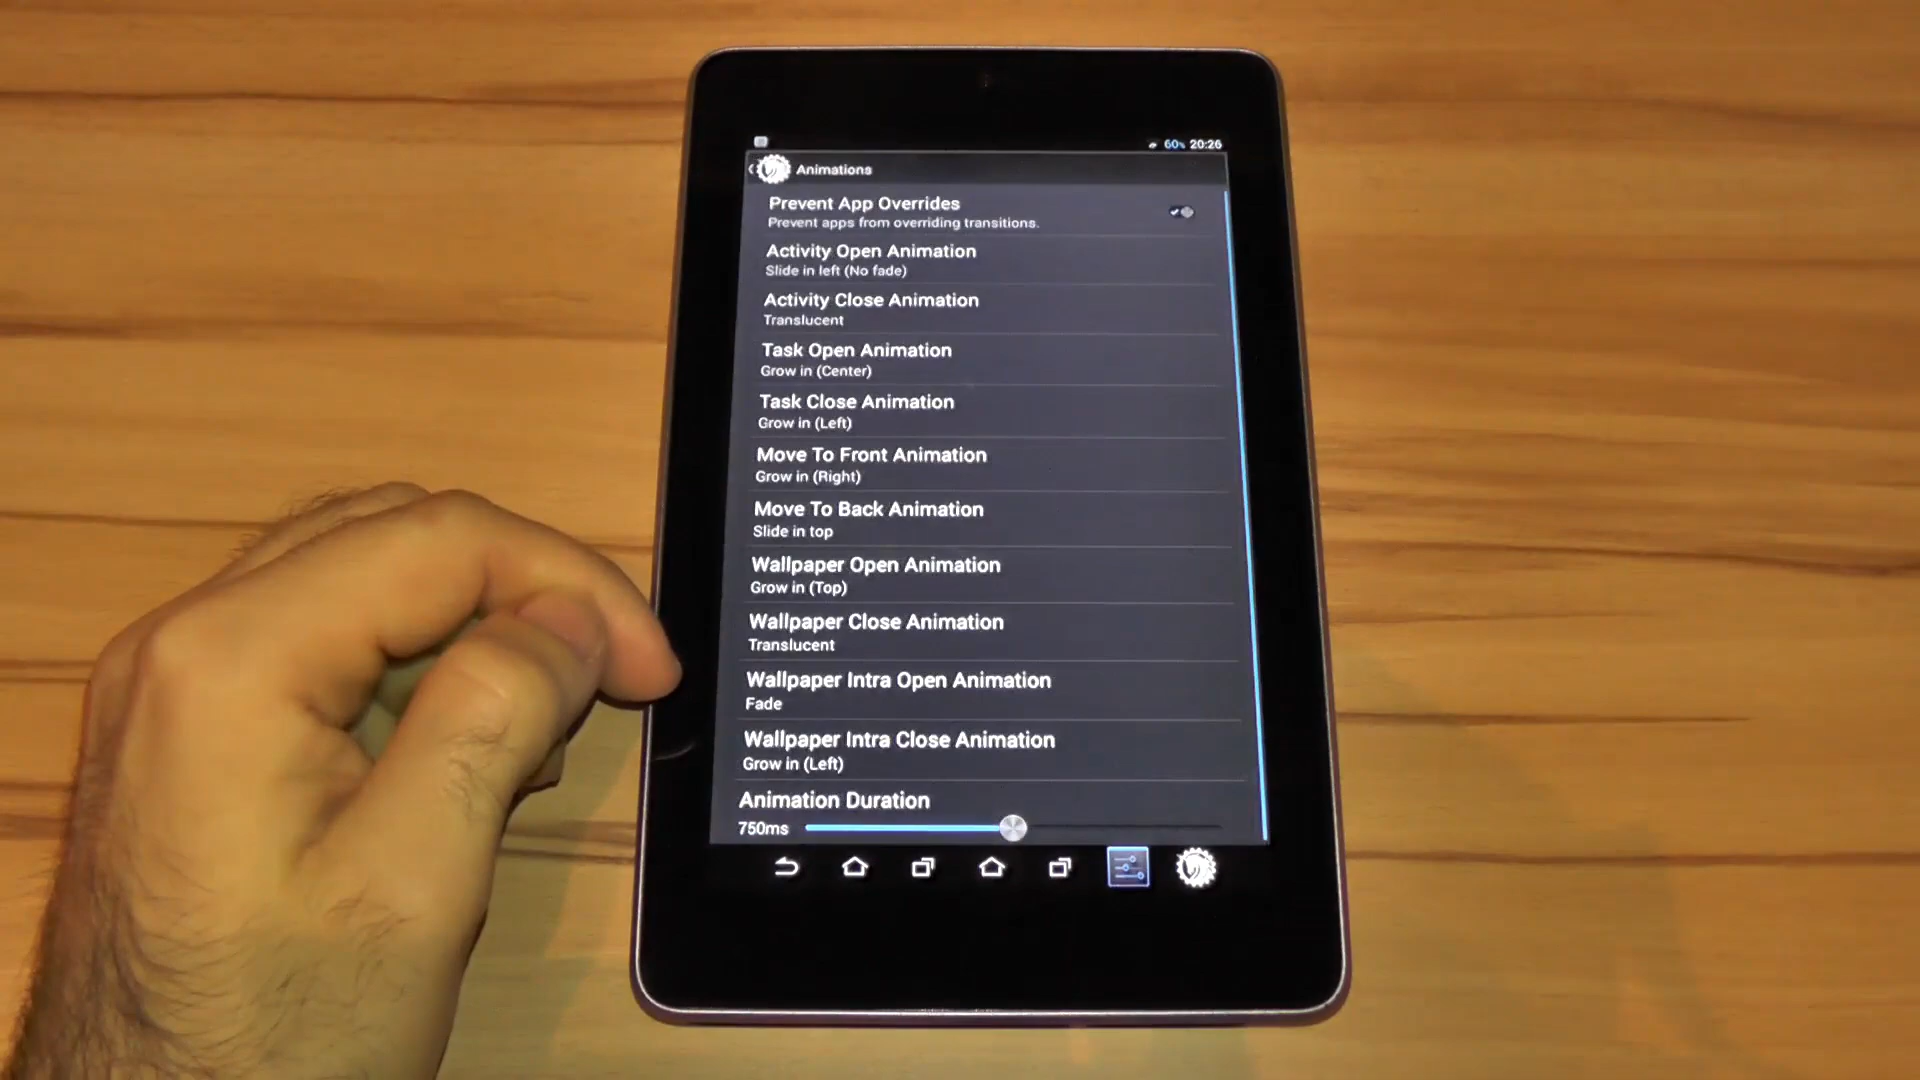 60% 20:26
Animations
Prevent App Overrides
Prevent apps from overriding transitions.
Activity Open Animation
Slide in left (No fade)
Activity Close Animation
Translucent
Task Open Animation
Grow in (Center)
Task Close Animation
Grow in (Left)
Move To Front Animation
Grow in (Right)
Move To Back Animation
Slide in top
Wallpaper Open Animation
Grow in (Top)
Wallpaper Close Animation
Translucent
Wallpaper Intra Open Animation
Fade
Wallpaper Intra Close Animation
Grow in (Left)
Animation Duration
750ms